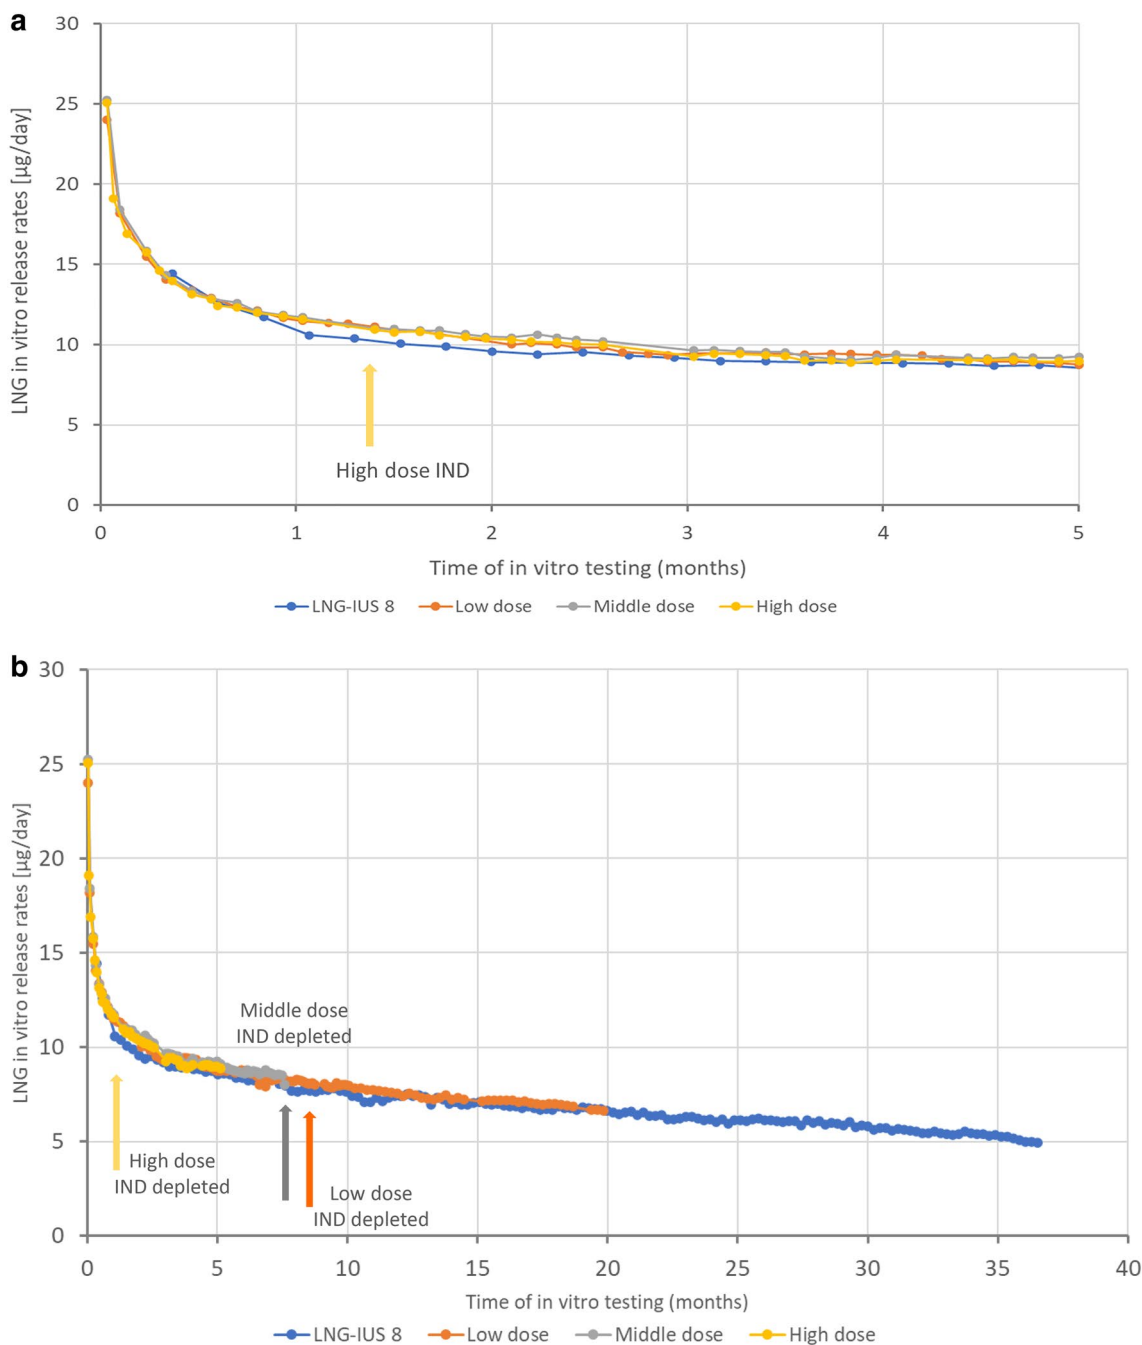 a
30
25
20
15
10
5
0
LNG in vitro release rates [µg/day]
High dose IND
0 1 2 3 4 5
Time of in vitro testing (months)
LNG-IUS 8 Low dose Middle dose High dose
b
30
25
20
15
10
5
0
LNG in vitro release rates [µg/day]
Middle dose
IND depleted
High dose
IND depleted
Low dose
IND depleted
0 5 10 15 20 25 30 35 40
Time of in vitro testing (months)
LNG-IUS 8 Low dose Middle dose High dose